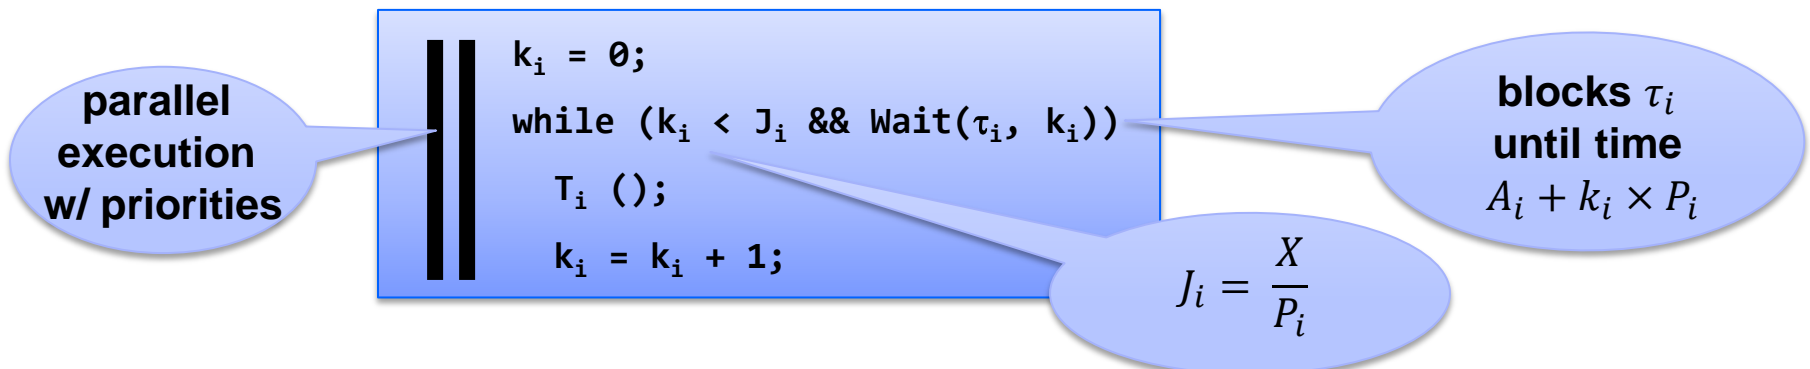 parallel
execution
w/ priorities
kᵢ = 0;
while (kᵢ < Jᵢ && Wait(τᵢ, kᵢ))
Tᵢ ();
kᵢ = kᵢ + 1;
blocks τᵢ
until time
Aᵢ + kᵢ × Pᵢ
Jᵢ = X / Pᵢ